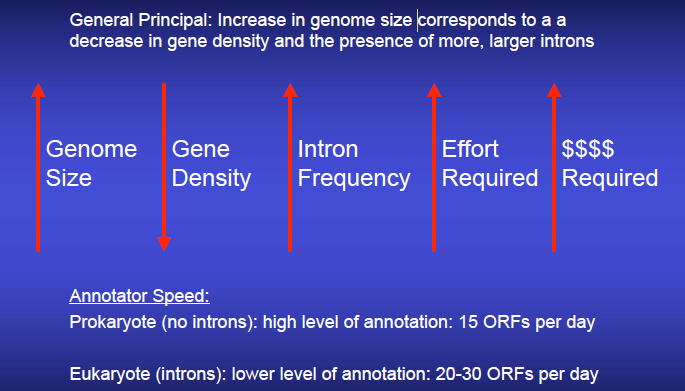 General Principal: Increase in genome size corresponds to a a
decrease in gene density and the presence of more, larger introns
Genome
Size
Gene
Density
Intron
Frequency
Effort
Required
$$$$
Required
Annotator Speed:
Prokaryote (no introns): high level of annotation: 15 ORFs per day
Eukaryote (introns): lower level of annotation: 20-30 ORFs per day